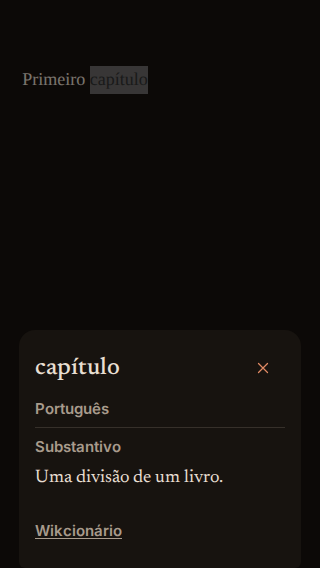 Primeiro capítulo
capítulo
Português
Substantivo
Uma divisão de um livro.
Wikcionário